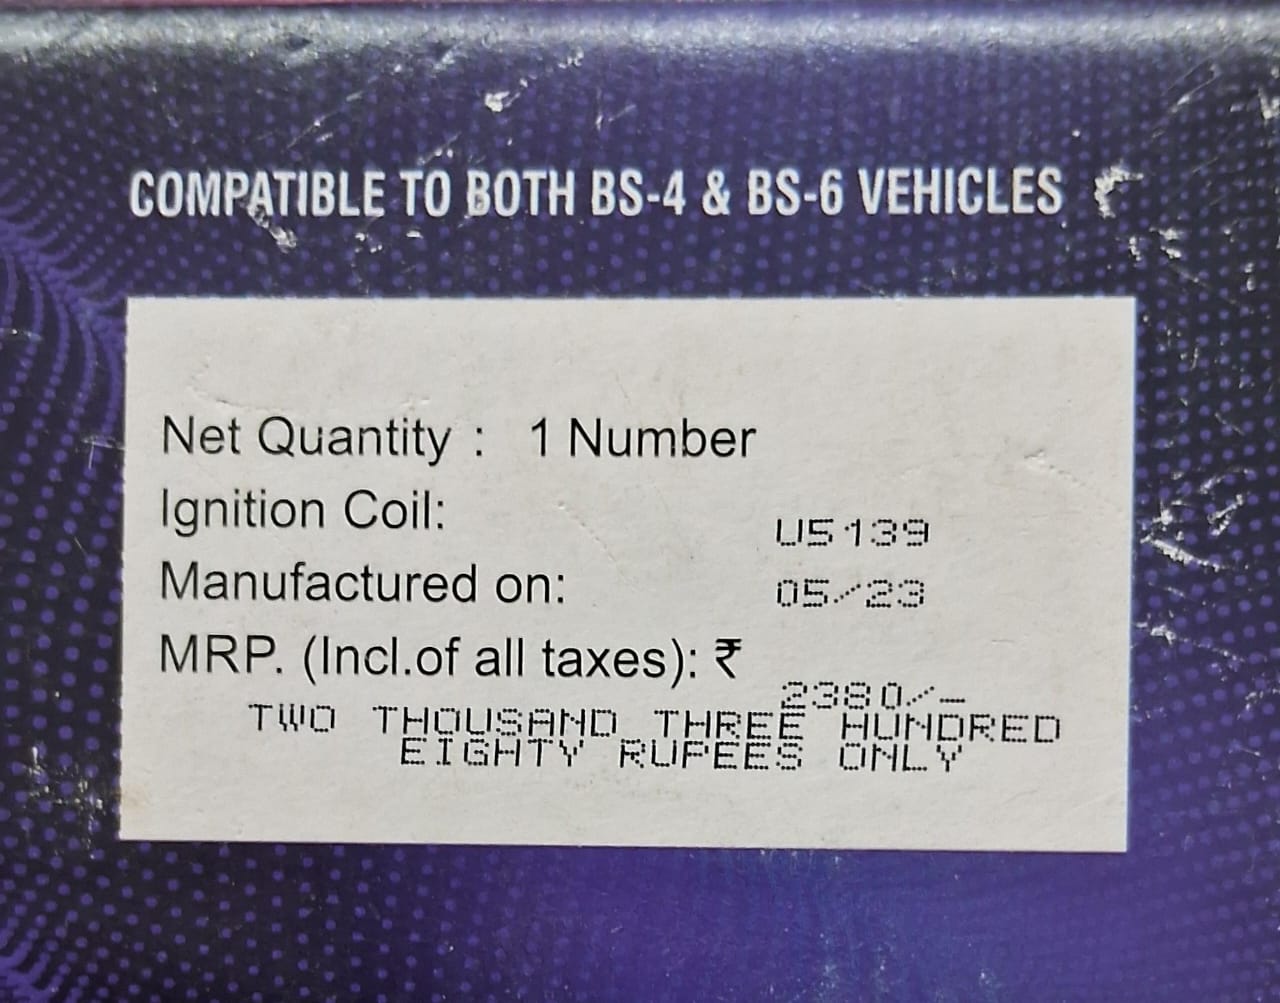 COMPATIBLE TO BOTH BS-4 & BS-6 VEHICLES
Net Quantity : 1 Number
Ignition Coil: U5139
Manufactured on: 05/23
MRP. (Incl.of all taxes): ₹ 2380/-
TWO THOUSAND THREE HUNDRED
EIGHTY RUPEES ONLY